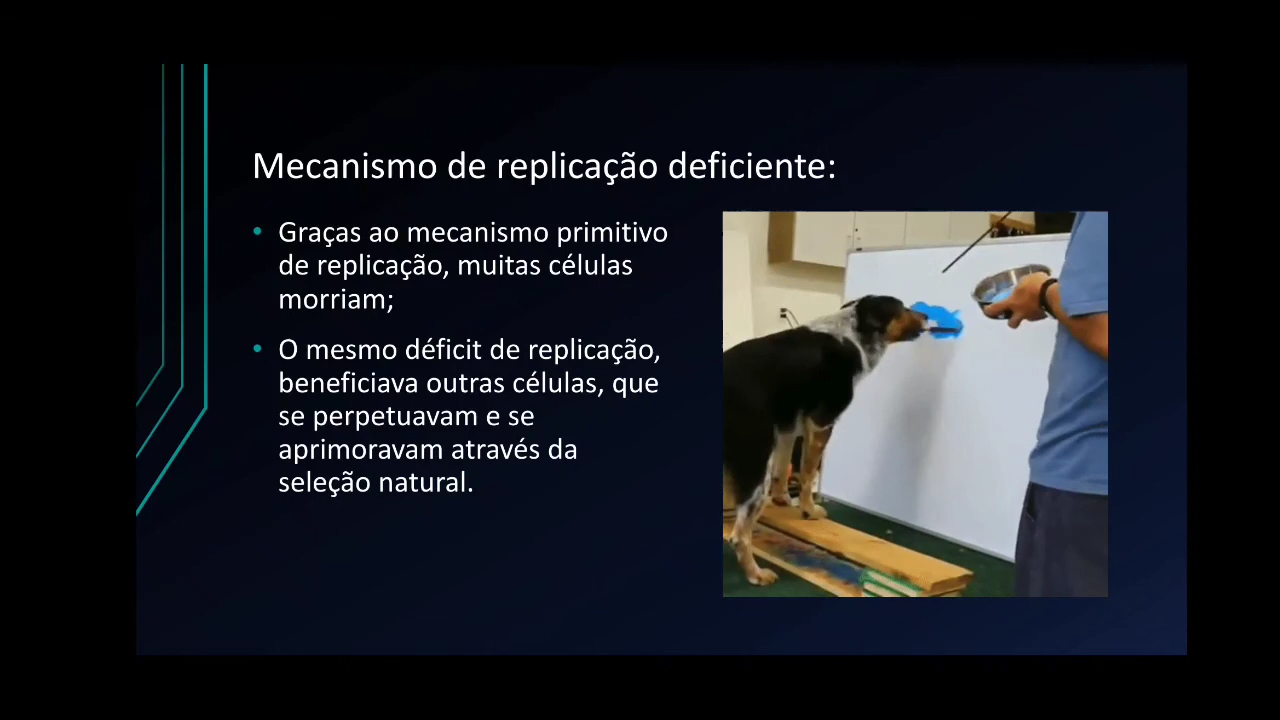 Mecanismo de replicação deficiente:
• Graças ao mecanismo primitivo
de replicação, muitas células
morriam;
• O mesmo déficit de replicação,
beneficiava outras células, que
se perpetuavam e se
aprimoravam através da
seleção natural.